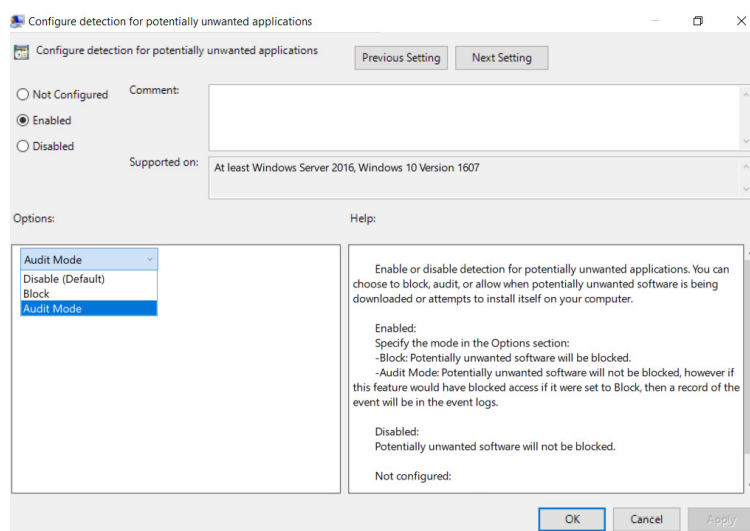 Configure detection for potentially unwanted applications
Configure detection for potentially unwanted applications
Previous Setting
Next Setting
Not Configured
Enabled
Disabled
Comment:
Supported on:
At least Windows Server 2016, Windows 10 Version 1607
Options:
Help:
Audit Mode
Disable (Default)
Block
Audit Mode
Enable or disable detection for potentially unwanted applications. You can
choose to block, audit, or allow when potentially unwanted software is being
downloaded or attempts to install itself on your computer.
Enabled:
Specify the mode in the Options section:
-Block: Potentially unwanted software will be blocked.
-Audit Mode: Potentially unwanted software will not be blocked, however if
this feature would have blocked access if it were set to Block, then a record of the
event will be in the event logs.
Disabled:
Potentially unwanted software will not be blocked.
Not configured:
OK
Cancel
Apply